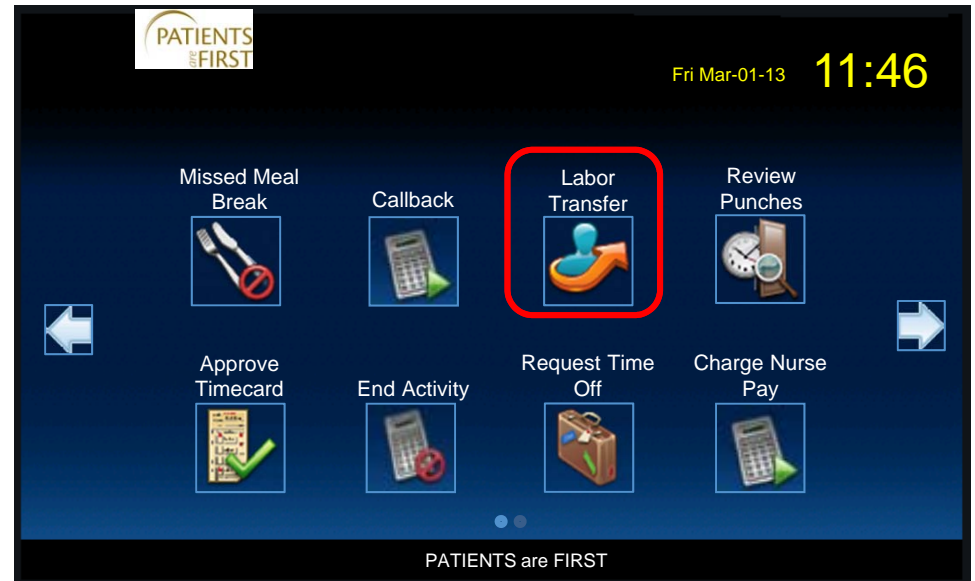 PATIENTS
are FIRST
Fri Mar-01-13 11:46
Missed Meal
Break
Callback
Labor
Transfer
Review
Punches
Approve
Timecard
End Activity
Request Time
Off
Charge Nurse
Pay
PATIENTS are FIRST